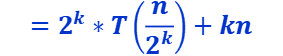 = 2^k * T(n/2^k) + kn